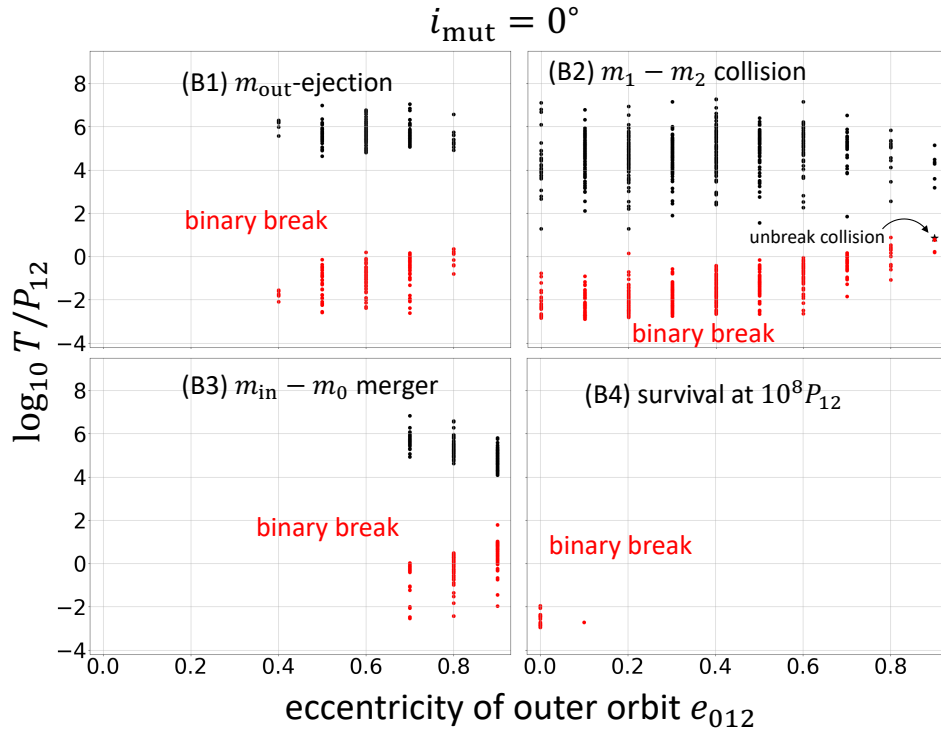 i_mut = 0°
(B1) m_out-ejection
(B2) m_1 − m_2 collision
8
6
4
2
0
−2
−4
binary break
unbreak collision
binary break
log_10 T/P_12
(B3) m_in − m_0 merger
(B4) survival at 10^8 P_12
8
6
4
2
0
−2
−4
binary break
binary break
0.0 0.2 0.4 0.6 0.8
0.0 0.2 0.4 0.6 0.8
eccentricity of outer orbit e_012